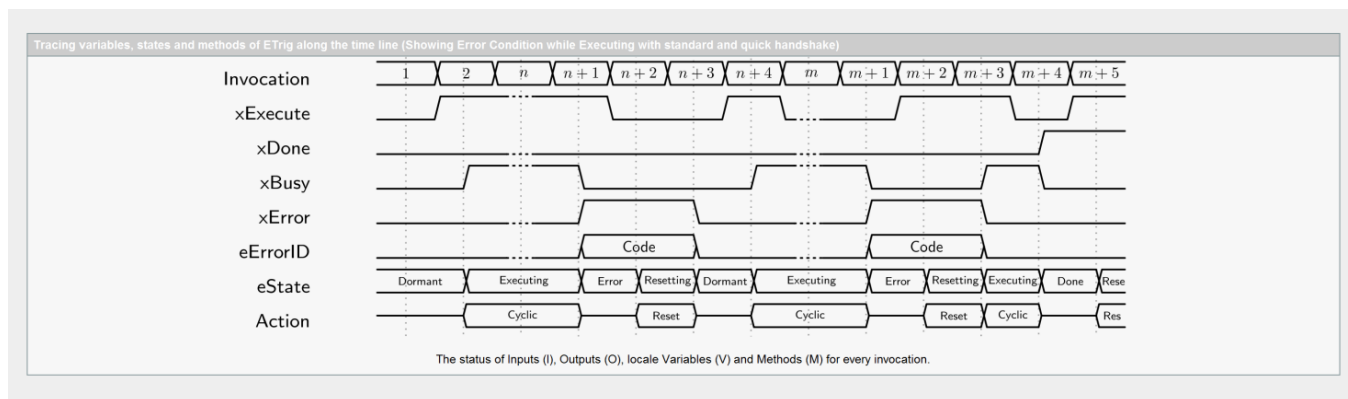 Tracing variables, states and methods of ETrig along the time line (Showing Error Condition while Executing with standard and quick handshake)
Invocation 1 2 n n + 1 n + 2 n + 3 n + 4 m m + 1 m + 2 m + 3 m + 4 m + 5
xExecute
xDone
xBusy
xError
eErrorID Code Code
eState Dormant Executing Error Resetting Dormant Executing Error Resetting Executing Done Rese
Action Cyclic Reset Cyclic Reset Cyclic Res
The status of Inputs (I), Outputs (O), locale Variables (V) and Methods (M) for every invocation.